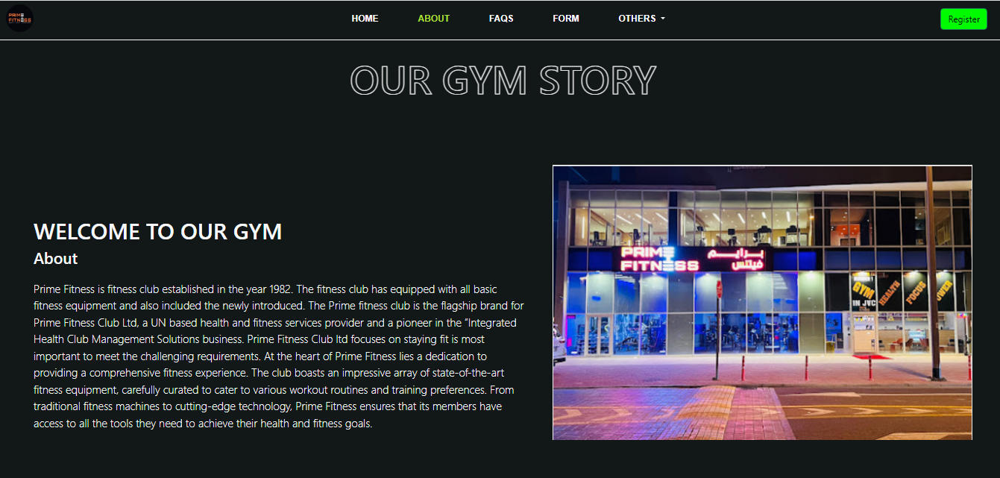 PRIME
FITNESS
HOME
ABOUT
FAQS
FORM
OTHERS
Register
OUR GYM STORY
WELCOME TO OUR GYM
About
Prime Fitness is fitness club established in the year 1982. The fitness club has equipped with all basic
fitness equipment and also included the newly introduced. The Prime fitness club is the flagship brand for
Prime Fitness Club Ltd, a UN based health and fitness services provider and a pioneer in the “Integrated
Health Club Management Solutions business. Prime Fitness Club ltd focuses on staying fit is most
important to meet the challenging requirements. At the heart of Prime Fitness lies a dedication to
providing a comprehensive fitness experience. The club boasts an impressive array of state-of-the-art
fitness equipment, carefully curated to cater to various workout routines and training preferences. From
traditional fitness machines to cutting-edge technology, Prime Fitness ensures that its members have
access to all the tools they need to achieve their health and fitness goals.
PRIME
FITNESS
برايم
فيتنس
GYM
IN JVC
HEALTH
FOCUS